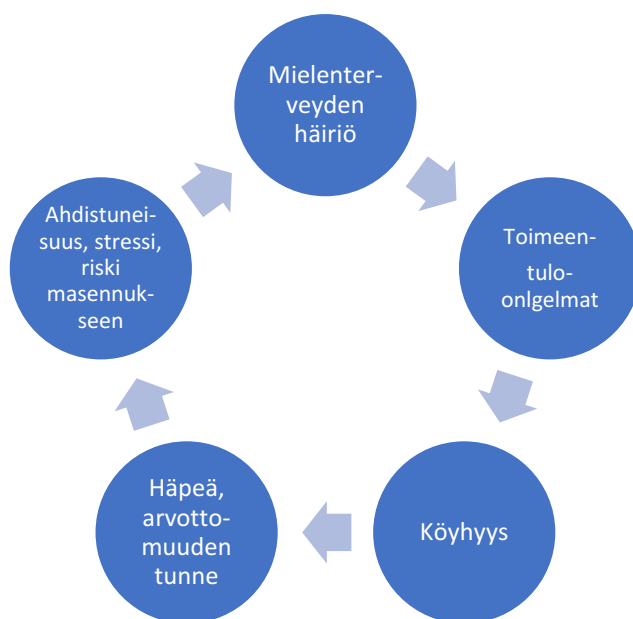 Mielenter-
veyden
häiriö
Toimeen-
tulo-
onlgelmat
Köyhyys
Häpeä,
arvotto-
muuden
tunne
Ahdistunei-
suus, stressi,
riski
masennuk-
seen